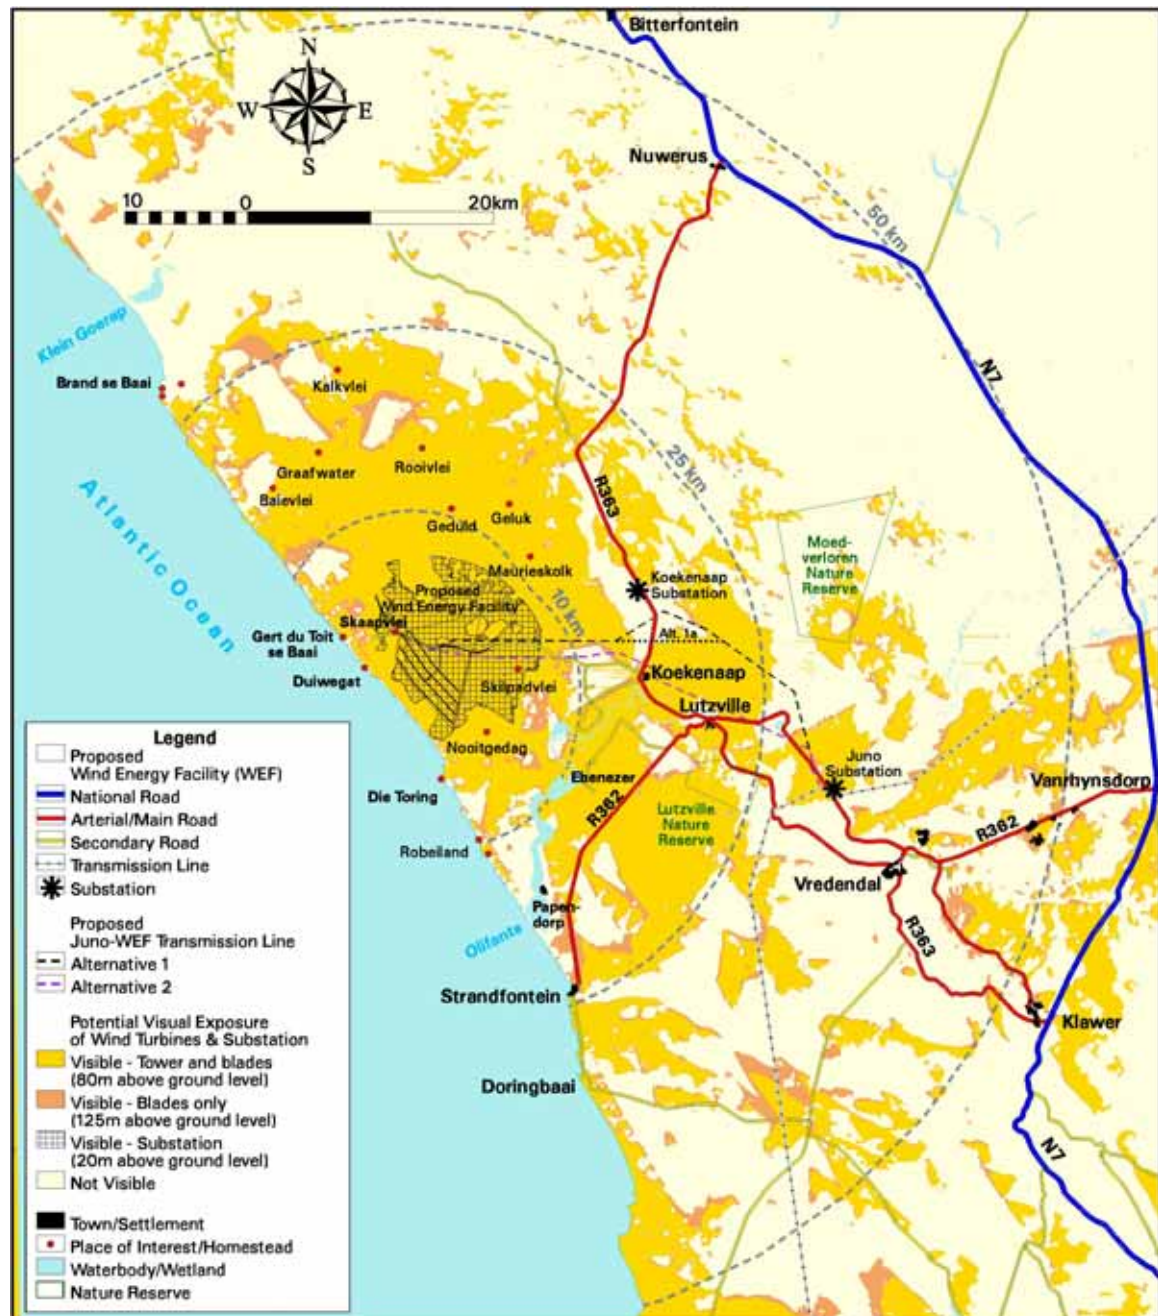 Bitterfontein
N
W E
S
Nuwerus
10 0 20km
50 km
Klein Goerap
N7
Brand se Baai
Kalkvlei
25 km
Graafwater
Rooivlei
R363
Baievlei
Geduld
Geluk
Atlantic Ocean
Moed-
verloren
Nature
Reserve
Maurieskolk
Koekenaap
Substation
Proposed
Wind Energy Facility
10 km
Skaapvlei
Gert du Toit
se Baai
Alt. 1a
Duiwegat
Skilpadvlei
Koekenaap
Lutzville
Nooitgedag
Juno
Substation
Ebenezer
Vanrhynsdorp
Die Toring
R362
Lutzville
Nature
Reserve
R362
Robeiland
Vredendal
Papen-
dorp
Olifants
R363
Strandfontein
Klawer
Doringbaai
N7
Legend
Proposed
Wind Energy Facility (WEF)
National Road
Arterial/Main Road
Secondary Road
Transmission Line
Substation
Proposed
Juno-WEF Transmission Line
Alternative 1
Alternative 2
Potential Visual Exposure
of Wind Turbines & Substation
Visible - Tower and blades
(80m above ground level)
Visible - Blades only
(125m above ground level)
Visible - Substation
(20m above ground level)
Not Visible
Town/Settlement
Place of Interest/Homestead
Waterbody/Wetland
Nature Reserve